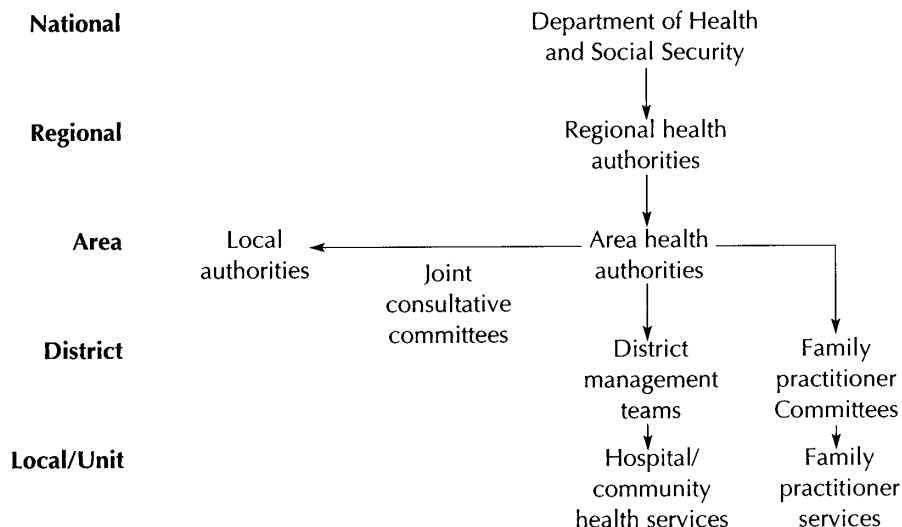 National
Department of Health
and Social Security
Regional
Regional health
authorities
Area
Local
authorities
Joint
consultative
committees
Area health
authorities
District
District
management
teams
Family
practitioner
Committees
Local/Unit
Hospital/
community
health services
Family
practitioner
services